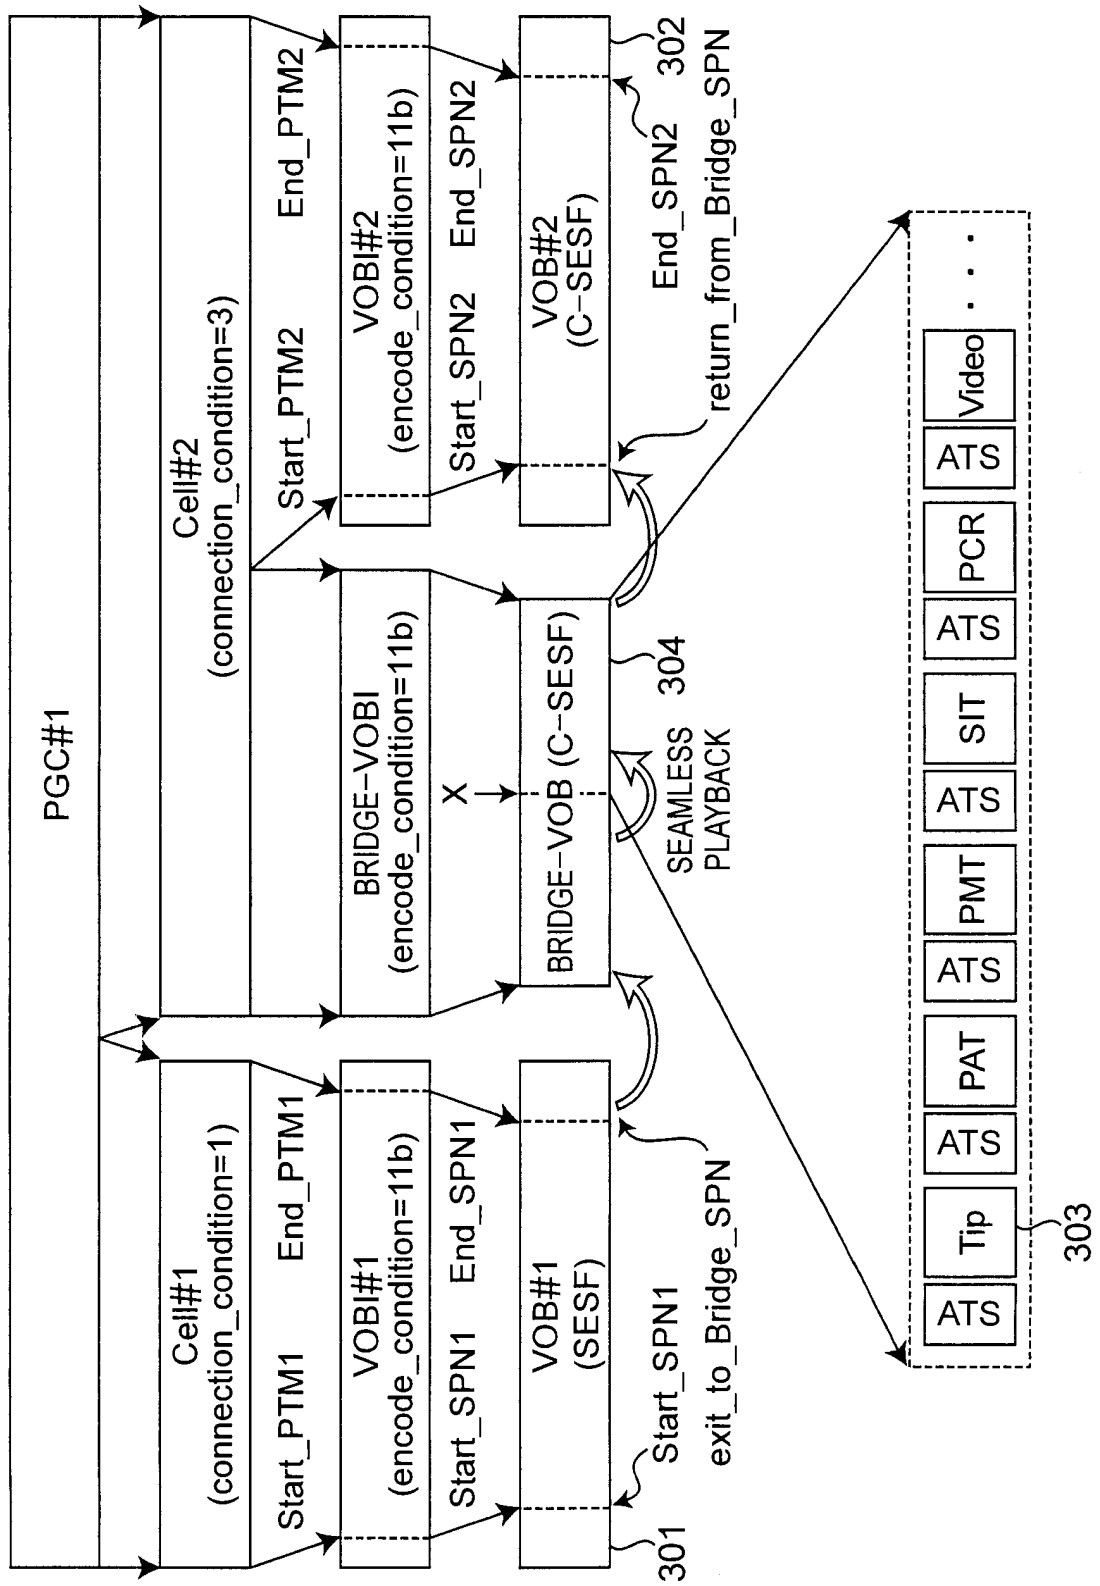 PGC#1
Cell#1
(connection_condition=1)
Cell#2
(connection_condition=3)
Start_PTM1
End_PTM1
Start_PTM2
End_PTM2
VOBI#1
(encode_condition=11b)
BRIDGE-VOBI
(encode_condition=11b)
VOBI#2
(encode_condition=11b)
Start_SPN1
End_SPN1
X
Start_SPN2
End_SPN2
VOB#1
(SESF)
BRIDGE-VOB (C-SESF)
VOB#2
(C-SESF)
301
304
302
Start_SPN1
exit_to_Bridge_SPN
SEAMLESS
PLAYBACK
End_SPN2
return_from_Bridge_SPN
ATS
Tip
ATS
PAT
ATS
PMT
ATS
SIT
ATS
PCR
ATS
Video
. . .
303